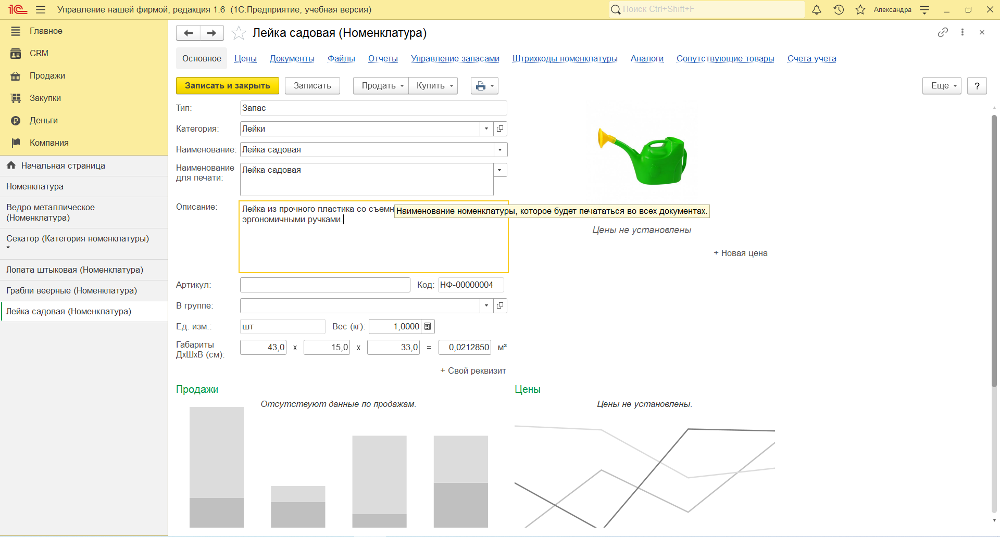 1С Управление нашей фирмой, редакция 1.6 (1С:Предприятие, учебная версия)
Поиск Ctrl+Shift+F
Александра
Главное
CRM
Продажи
Закупки
Деньги
Компания
Начальная страница
Номенклатура
Ведро металлическое
(Номенклатура)
Секатор (Категория номенклатуры)
*
Лопата штыковая (Номенклатура)
Грабли веерные (Номенклатура)
Лейка садовая (Номенклатура)
Лейка садовая (Номенклатура)
Основное Цены Документы Файлы Отчеты Управление запасами Штрихкоды номенклатуры Аналоги Сопутствующие товары Счета учета
Записать и закрыть Записать Продать Купить Еще ?
Тип: Запас
Категория: Лейки
Наименование: Лейка садовая
Наименование
для печати: Лейка садовая
Описание: Лейка из прочного пластика со съемн
эргономичными ручками.
Наименование номенклатуры, которое будет печататься во всех документах.
Цены не установлены
+ Новая цена
Артикул: Код: НФ-00000004
В группе:
Ед. изм.: шт Вес (кг): 1,0000
Габариты
ДхШхВ (см): 43,0 x 15,0 x 33,0 = 0,0212850 м³
+ Свой реквизит
Продажи
Отсутствуют данные по продажам.
Цены
Цены не установлены.